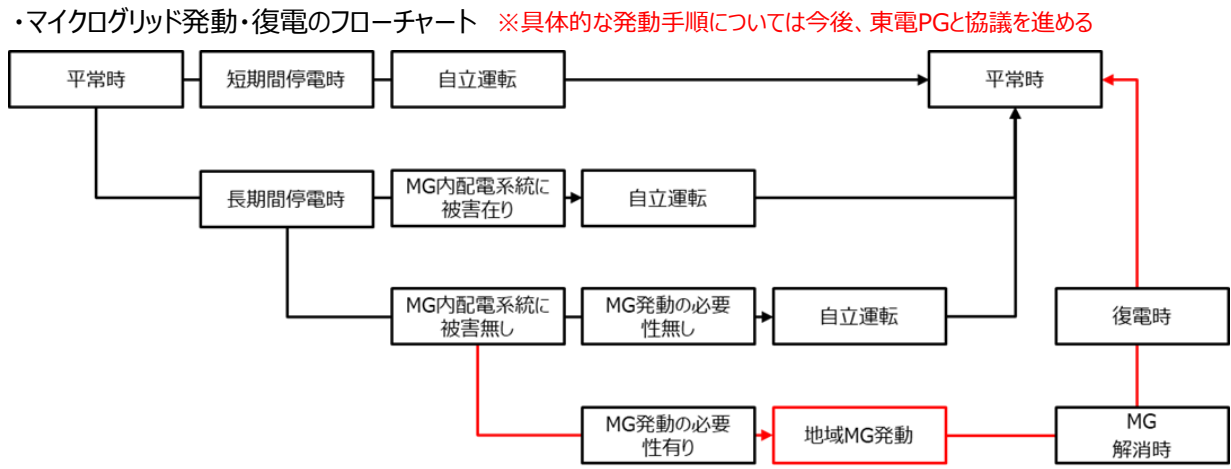 ・マイクログリッド発動・復電のフローチャート ※具体的な発動手順については今後、東電PGと協議を進める
平常時
短期間停電時
自立運転
平常時
長期間停電時
MG内配電系統に
被害在り
自立運転
MG内配電系統に
被害無し
MG発動の必要
性無し
自立運転
復電時
MG発動の必要
性有り
地域MG発動
MG
解消時